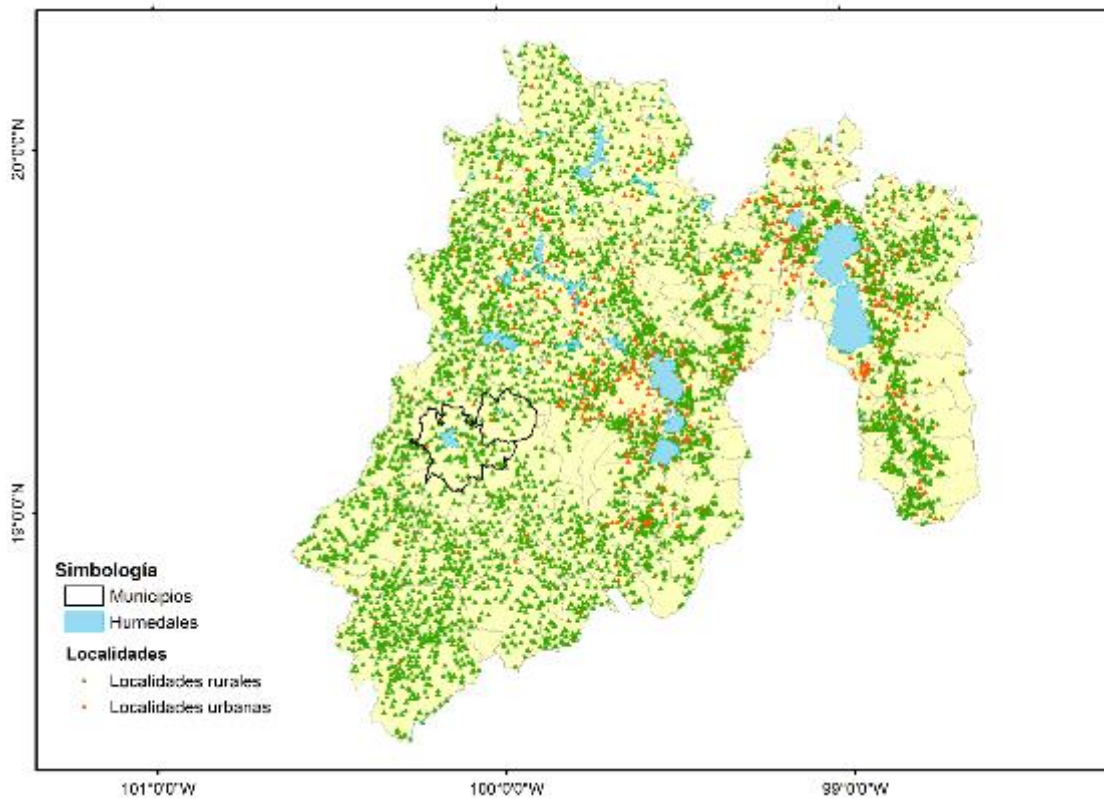 20°0'0"N
19°0'0"N
Simbología
Municipios
Humedales
Localidades
Localidades rurales
Localidades urbanas
101°0'0"W
100°0'0"W
99°0'0"W